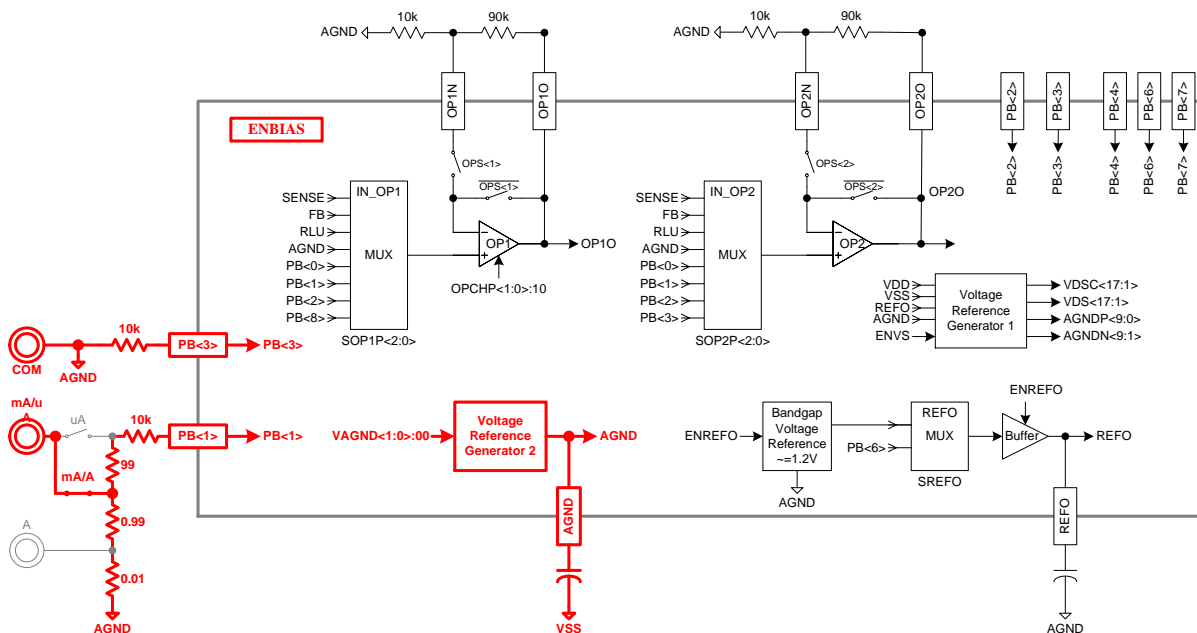 10k
90k
AGND
10k
90k
AGND
OP1N
OP1O
OP2N
OP2O
PB<2>
PB<3>
PB<4>
PB<6>
PB<7>
ENBIAS
PB<2>
PB<3>
PB<4>
PB<6>
PB<7>
OPS<1>
OPS<1>
OPS<2>
OPS<2>
IN_OP1
SENSE
FB
RLU
AGND
PB<0>
PB<1>
PB<2>
PB<8>
MUX
SOP1P<2:0>
OP1
OP1O
OPCHP<1:0>:10
IN_OP2
SENSE
FB
RLU
AGND
PB<0>
PB<1>
PB<2>
PB<3>
MUX
SOP2P<2:0>
OP2O
OP2
VDD
VSS
REFO
AGND
ENVS
Voltage
Reference
Generator 1
VDSC<17:1>
VDS<17:1>
AGNDP<9:0>
AGNDN<9:1>
COM
AGND
10k
PB<3>
PB<3>
mA/u
A
uA
10k
PB<1>
PB<1>
99
mA/A
0.99
A
0.01
AGND
VAGND<1:0>:00
Voltage
Reference
Generator 2
AGND
AGND
VSS
ENREFO
Bandgap
Voltage
Reference
~=1.2V
AGND
PB<6>
REFO
MUX
SREFO
ENREFO
Buffer
REFO
REFO
AGND